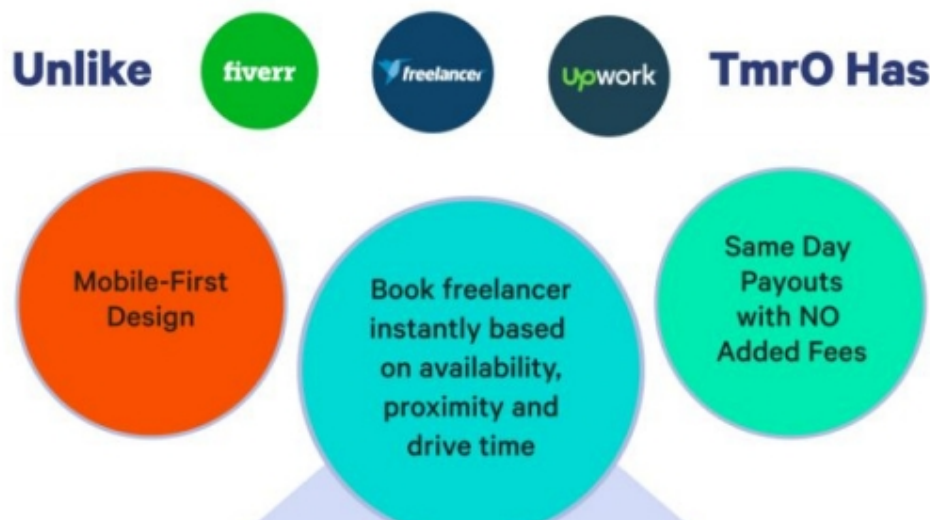 Unlike fiverr freelancer Upwork TmrO Has
Mobile-First
Design
Book freelancer
instantly based
on availability,
proximity and
drive time
Same Day
Payouts
with NO
Added Fees